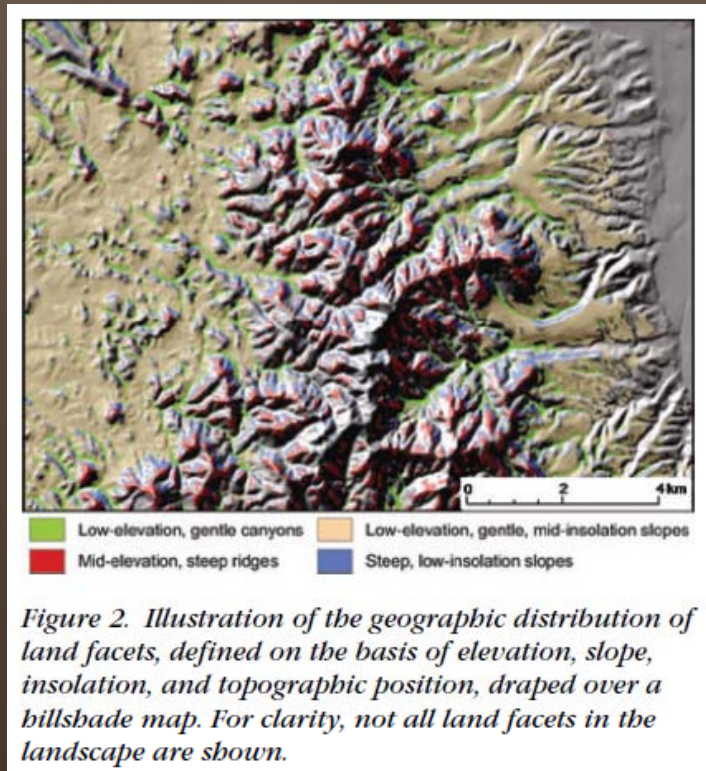 0 2 4 km
Low-elevation, gentle canyons Low-elevation, gentle, mid-insolation slopes
Mid-elevation, steep ridges Steep, low-insolation slopes
Figure 2. Illustration of the geographic distribution of
land facets, defined on the basis of elevation, slope,
insolation, and topographic position, draped over a
hillshade map. For clarity, not all land facets in the
landscape are shown.